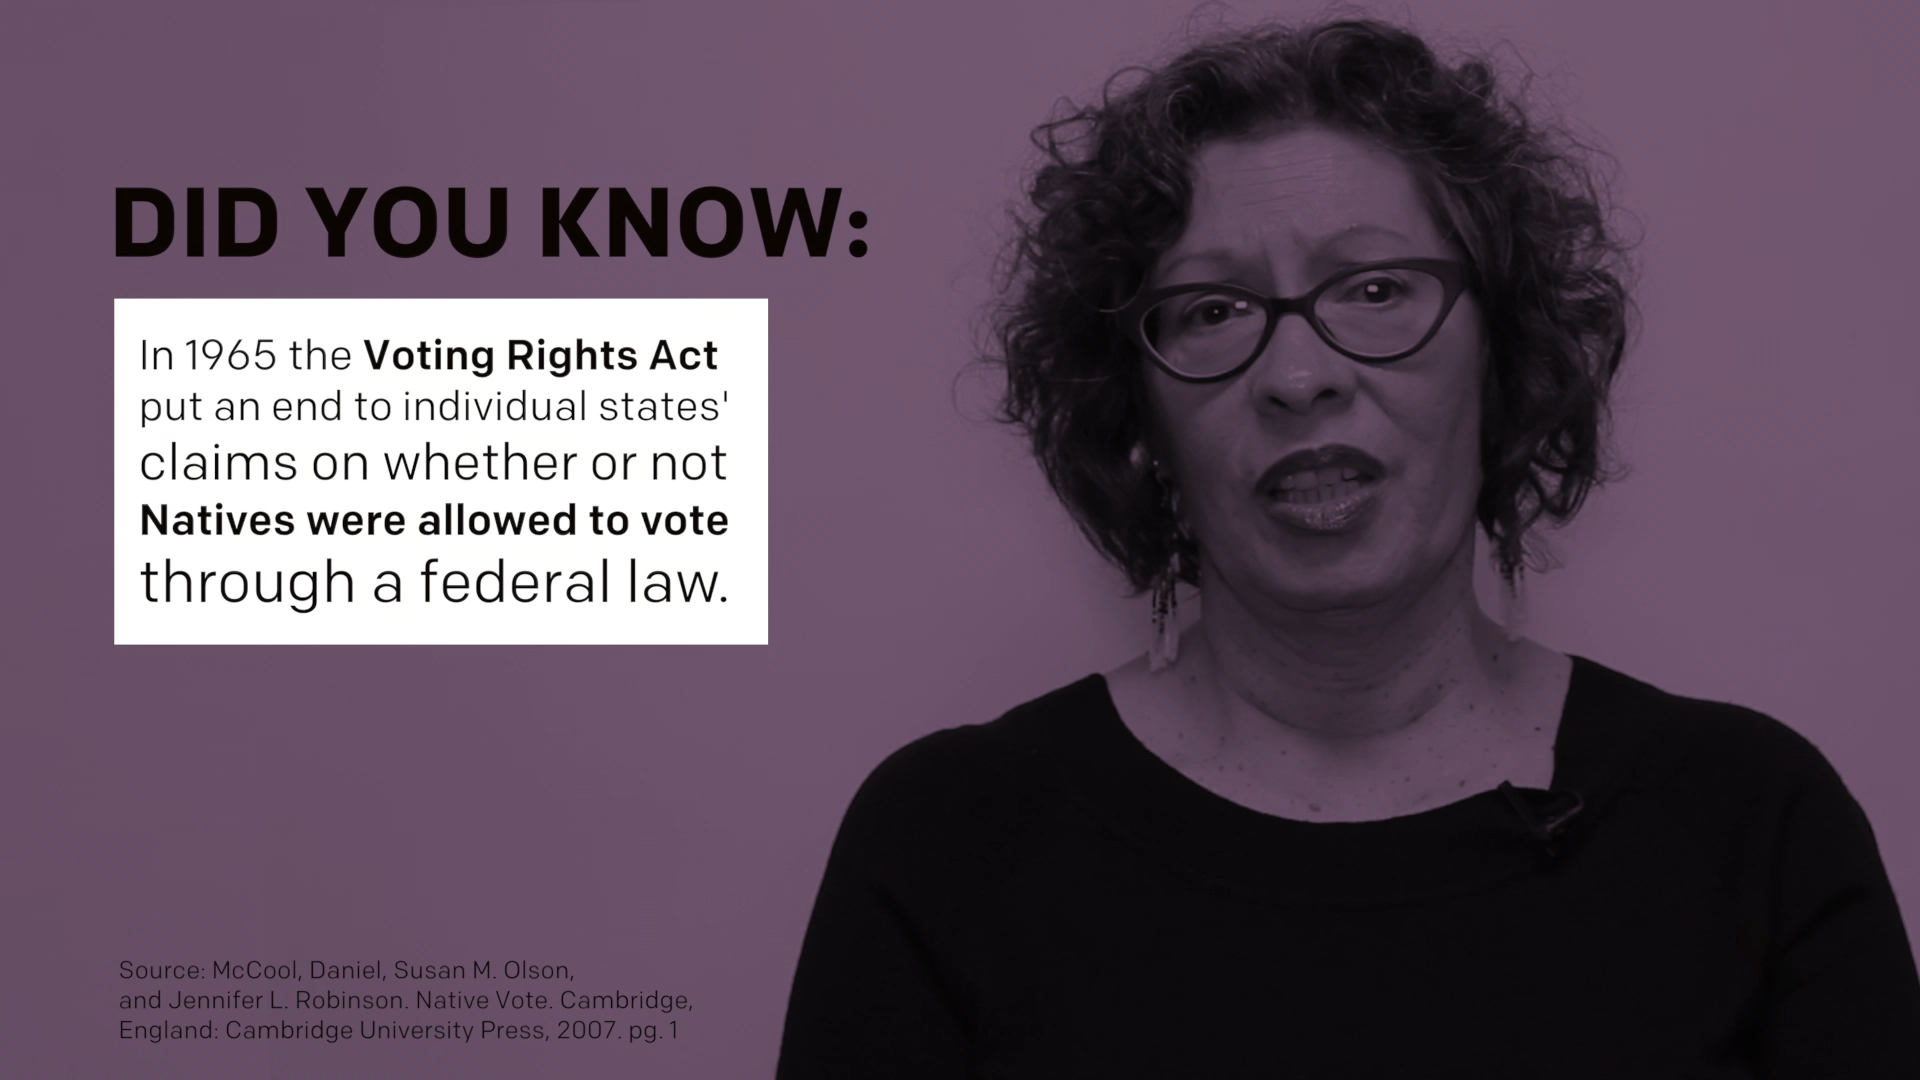 DID YOU KNOW:
In 1965 the Voting Rights Act
put an end to individual states'
claims on whether or not
Natives were allowed to vote
through a federal law.
Source: McCool, Daniel, Susan M. Olson,
and Jennifer L. Robinson. Native Vote. Cambridge,
England: Cambridge University Press, 2007. pg. 1